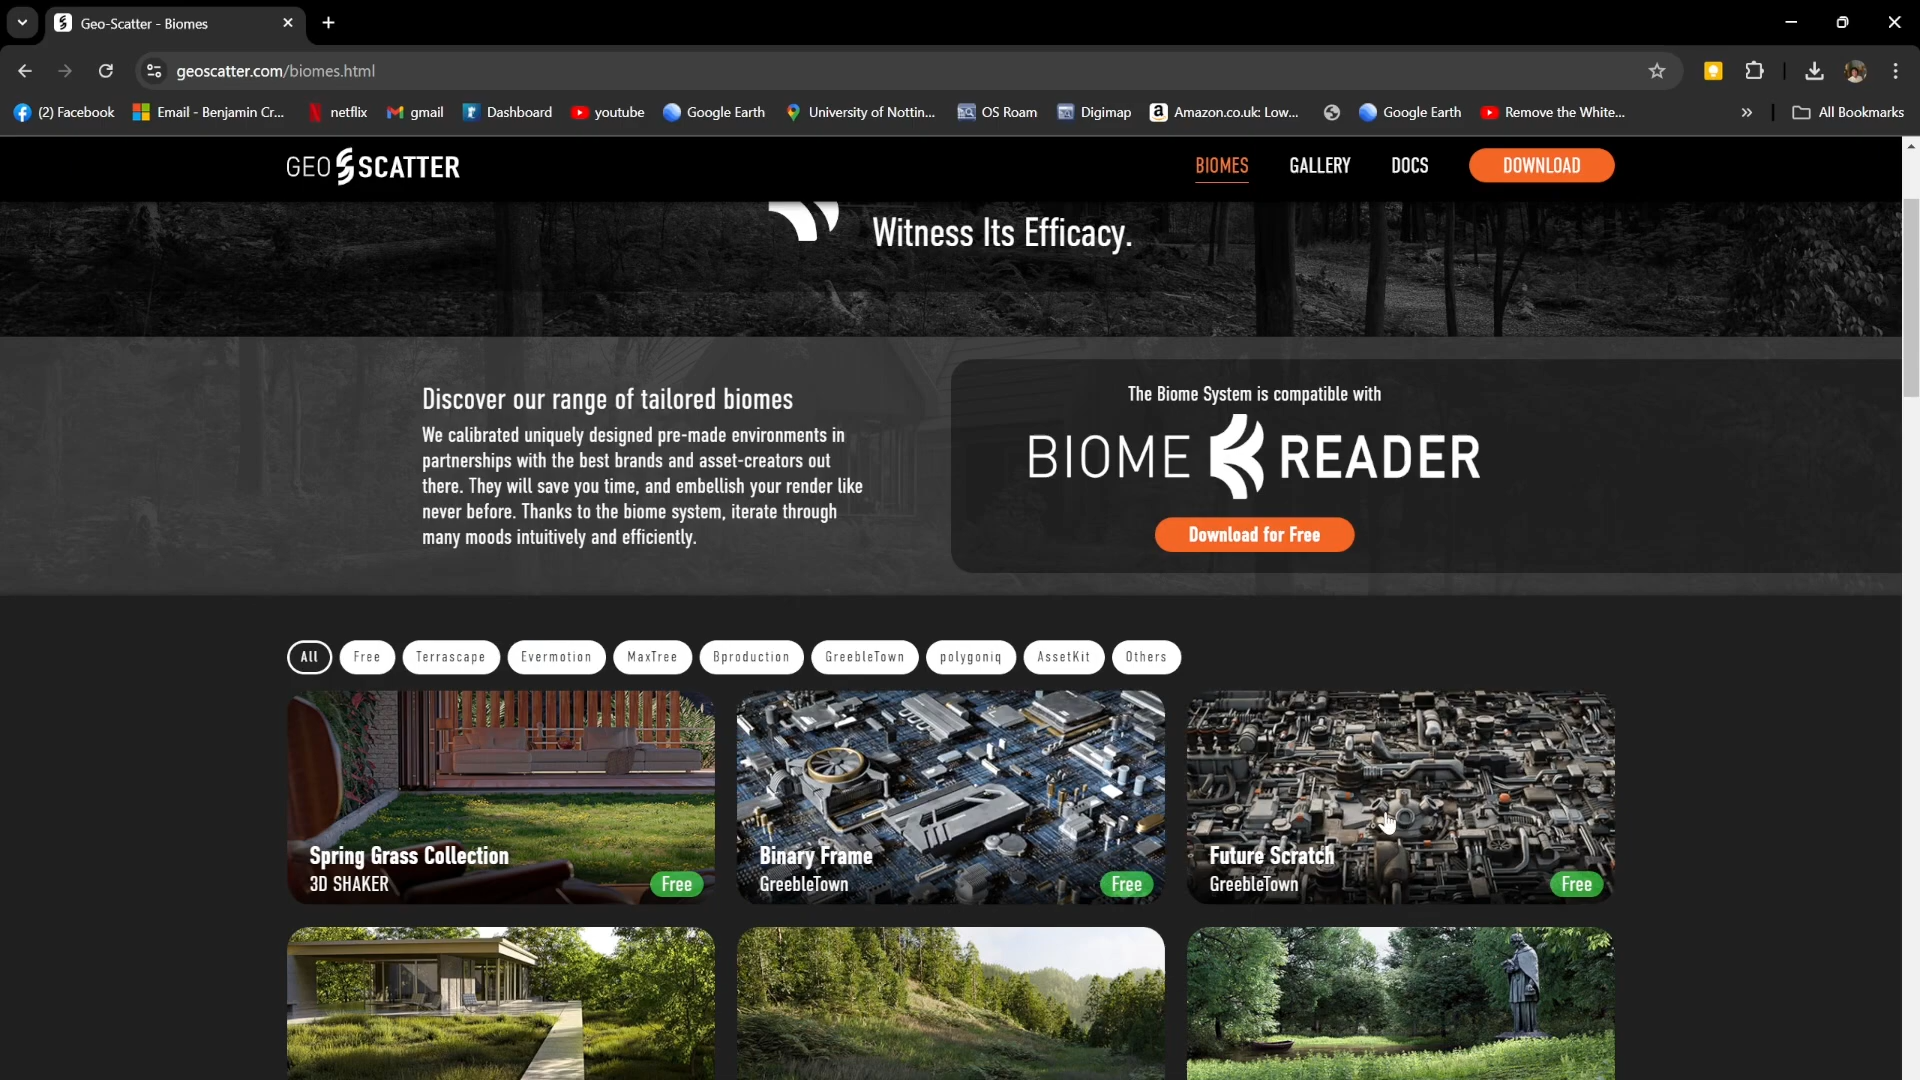 Geo-Scatter - Biomes
geoscatter.com/biomes.html
(2) Facebook
Email - Benjamin Cr...
netflix
gmail
Dashboard
youtube
Google Earth
University of Nottin...
OS Roam
Digimap
Amazon.co.uk: Low...
Google Earth
Remove the White...
All Bookmarks
GEO SCATTER
BIOMES
GALLERY
DOCS
DOWNLOAD
Witness Its Efficacy.
Discover our range of tailored biomes
We calibrated uniquely designed pre-made environments in
partnerships with the best brands and asset-creators out
there. They will save you time, and embellish your render like
never before. Thanks to the biome system, iterate through
many moods intuitively and efficiently.
The Biome System is compatible with
BIOME READER
Download for Free
All
Free
Terrascape
Evermotion
MaxTree
Bproduction
GreebleTown
polygoniq
AssetKit
Others
Spring Grass Collection
3D SHAKER
Free
Binary Frame
GreebleTown
Free
Future Scratch
GreebleTown
Free